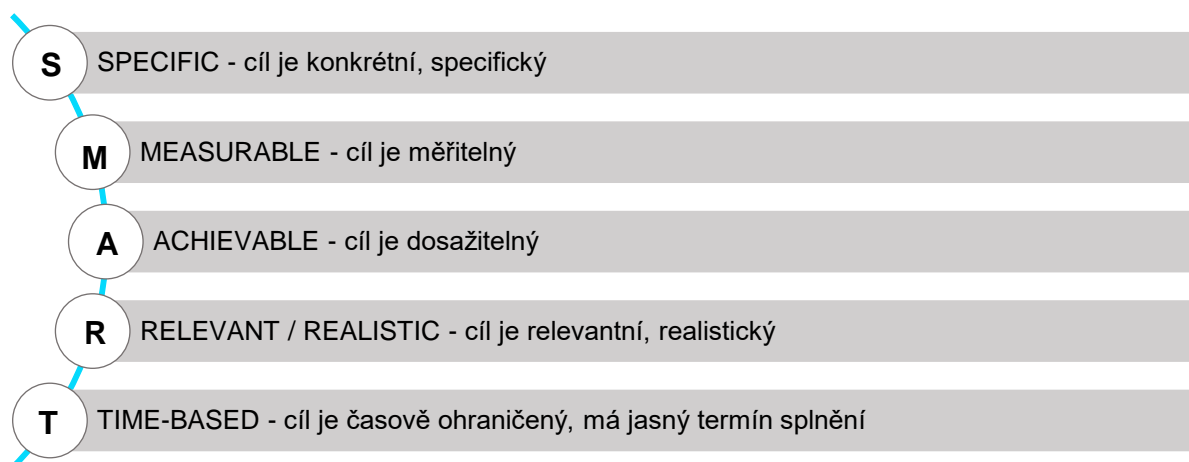 S SPECIFIC - cíl je konkrétní, specifický
M MEASURABLE - cíl je měřitelný
A ACHIEVABLE - cíl je dosažitelný
R RELEVANT / REALISTIC - cíl je relevantní, realistický
T TIME-BASED - cíl je časově ohraničený, má jasný termín splnění